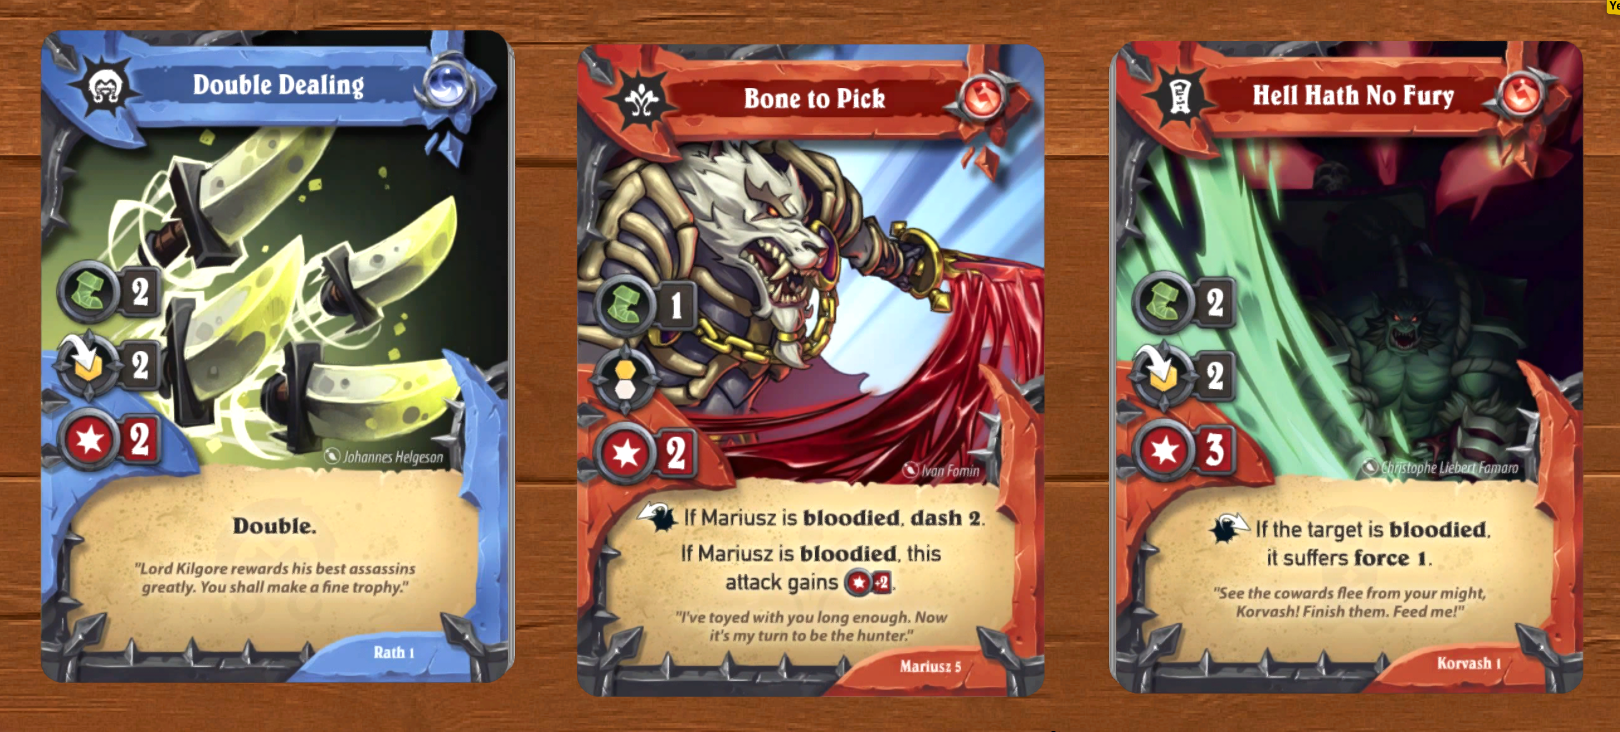 Ye
Double Dealing
2
2
2
Johannes Helgeson
Double.
"Lord Kilgore rewards his best assassins
greatly. You shall make a fine trophy."
Rath 1
Bone to Pick
1
2
Ivan Fomin
If Mariusz is bloodied, dash 2.
If Mariusz is bloodied, this
attack gains +2.
"I've toyed with you long enough. Now
it's my turn to be the hunter."
Mariusz 5
Hell Hath No Fury
2
2
3
Christophe Liebert Famaro
If the target is bloodied,
it suffers force 1.
"See the cowards flee from your might,
Korvash! Finish them. Feed me!"
Korvash 1